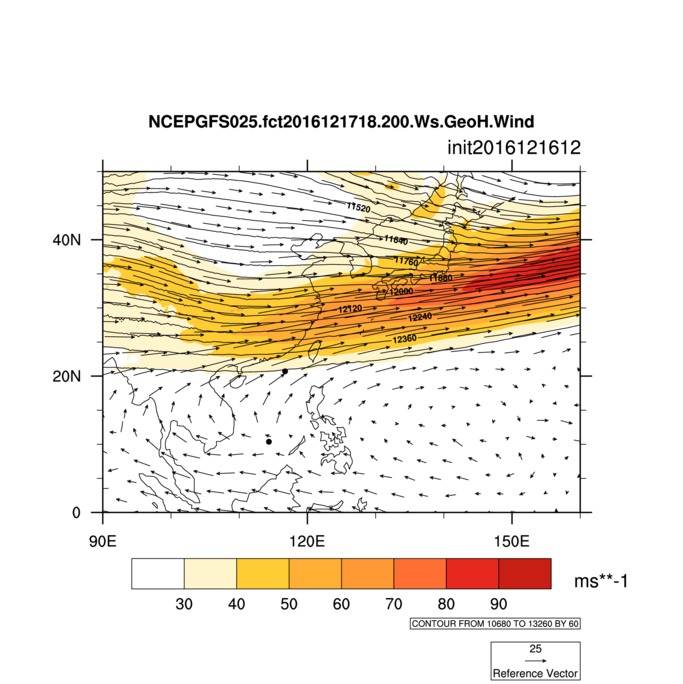 NCEPGFS025.fct2016121718.200.Ws.GeoH.Wind
init2016121612
11520
40N
11640
11760
11880
12000
12120
12240
12360
20N
0
90E 120E 150E
ms**-1
30 40 50 60 70 80 90
CONTOUR FROM 10680 TO 13260 BY 60
25
Reference Vector